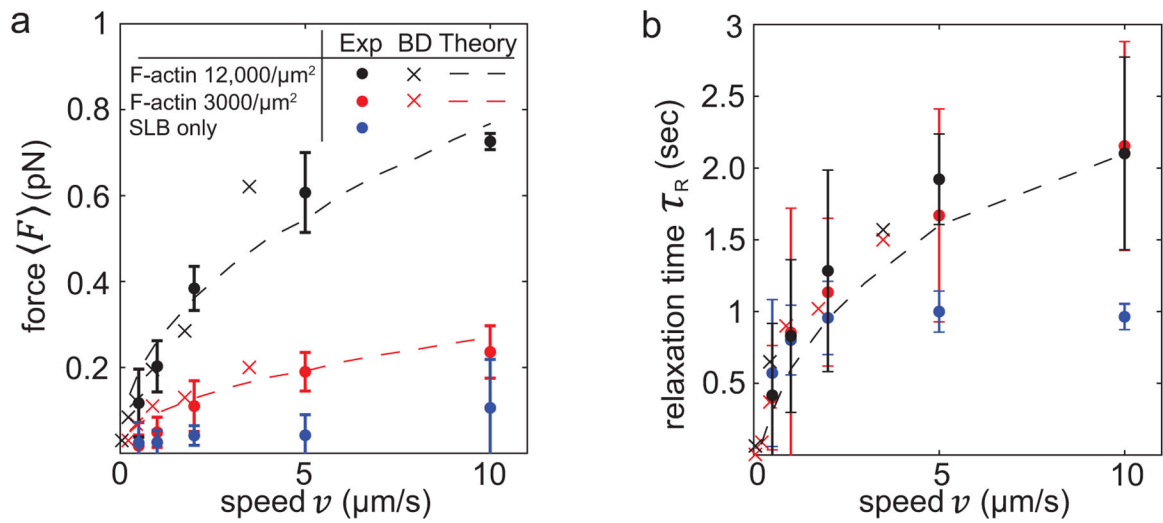 a
1
0.8
0.6
0.4
0.2
0
5
10
force ⟨F⟩ (pN)
speed v (μm/s)
Exp BD Theory
F-actin 12,000/μm²
F-actin 3000/μm²
SLB only
b
3
2.5
2
1.5
1
0.5
0
5
10
relaxation time τR (sec)
speed v (μm/s)